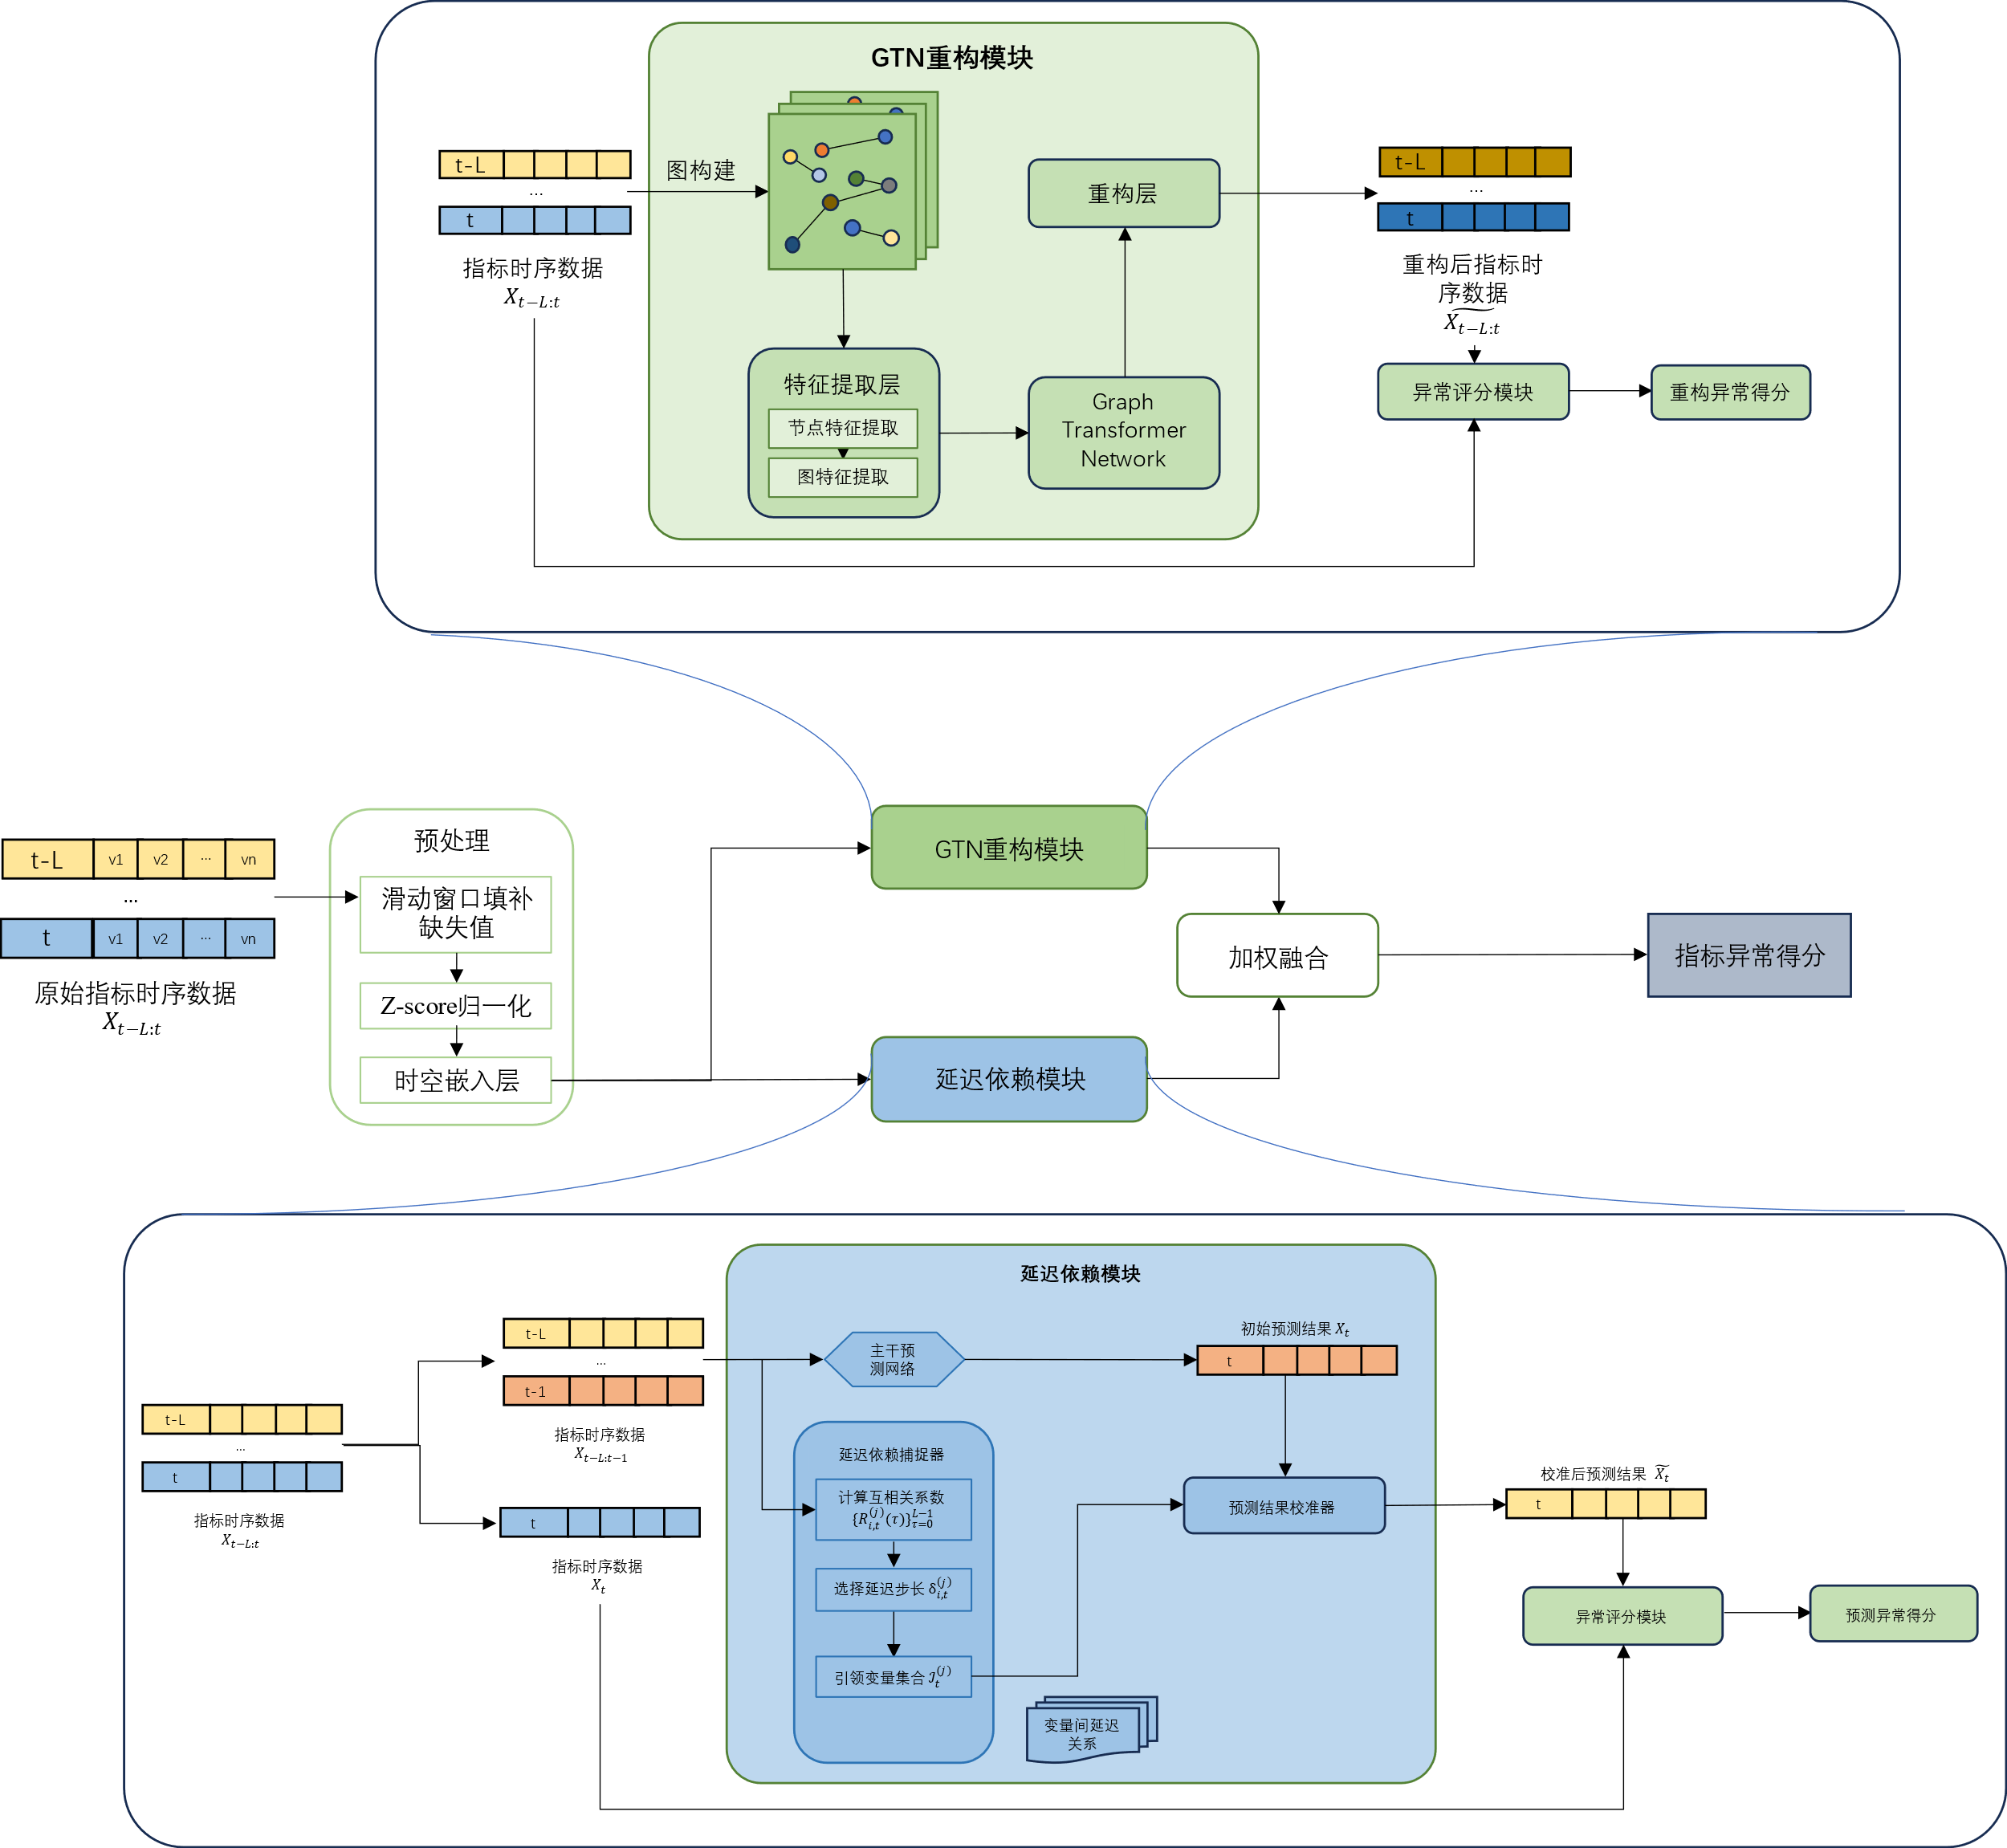 GTN重构模块
t-L
...
t
指标时序数据
X_{t−L:t}
图构建
特征提取层
节点特征提取
图特征提取
Graph
Transformer
Network
重构层
t-L
...
t
重构后指标时
序数据
\widetilde{X_{t−L:t}}
异常评分模块
重构异常得分
t-L v1 v2 ... vn
...
t v1 v2 ... vn
原始指标时序数据
X_{t−L:t}
预处理
滑动窗口填补
缺失值
Z-score归一化
时空嵌入层
GTN重构模块
延迟依赖模块
加权融合
指标异常得分
延迟依赖模块
t-L
...
t
指标时序数据
X_{t−L:t}
t-L
...
t-1
指标时序数据
X_{t−L:t−1}
t
指标时序数据
X_t
主干预
测网络
初始预测结果 X_t
t
延迟依赖捕捉器
计算互相关系数
{R_{i,t}^{(j)}(τ)}_{τ=0}^{L−1}
选择延迟步长 δ_{i,t}^{(j)}
引领变量集合 ℐ_t^{(j)}
变量间延迟
关系
预测结果校准器
校准后预测结果 \widetilde{X_t}
t
异常评分模块
预测异常得分